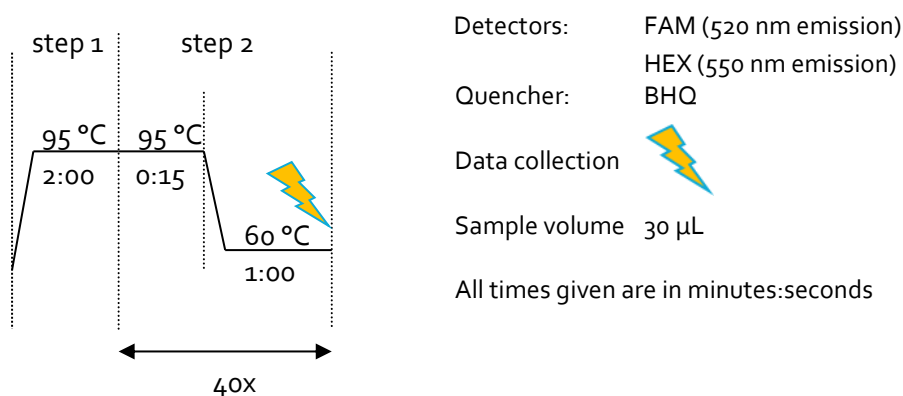 step 1 step 2
95 °C 95 °C
2:00 0:15
60 °C
1:00
40x
Detectors: FAM (520 nm emission)
HEX (550 nm emission)
Quencher: BHQ
Data collection
Sample volume 30 µL
All times given are in minutes:seconds